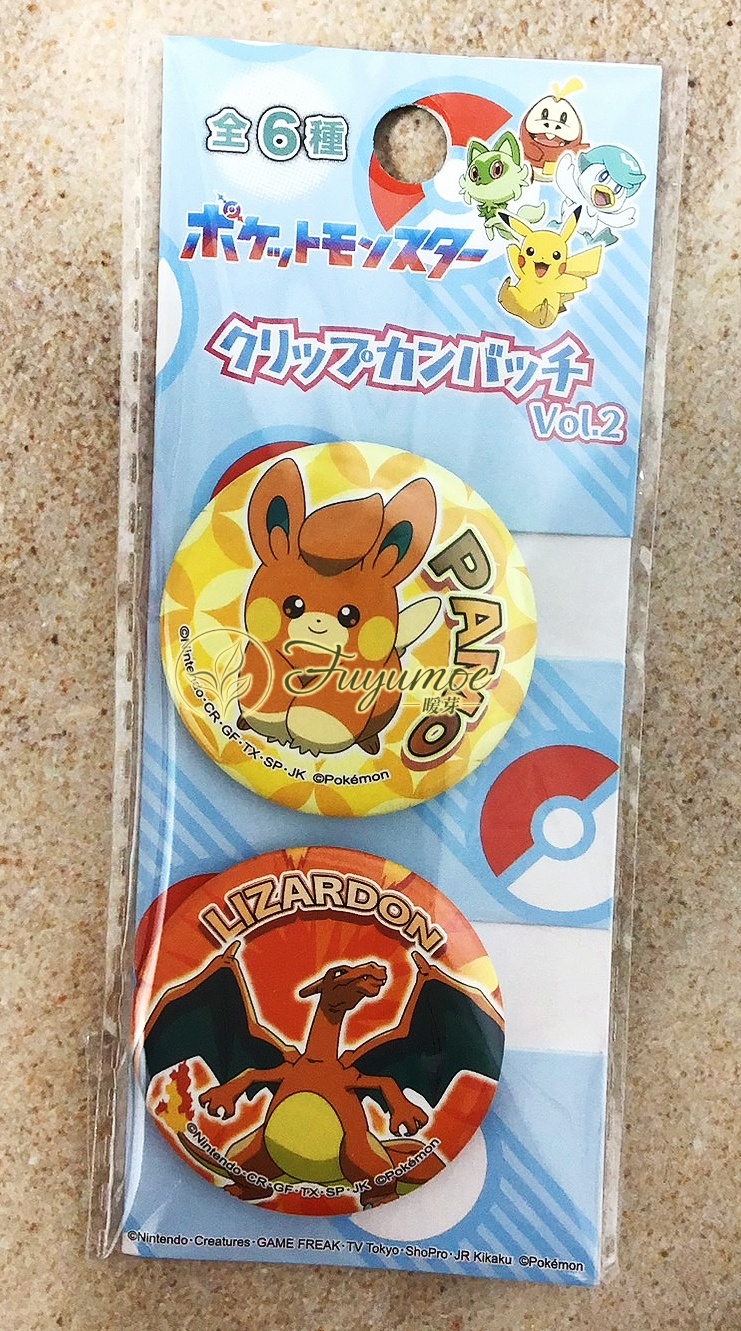 全6種
ポケットモンスター
クリップカンバッチ
Vol.2
PAMO
Fuyumoe
暖芽
©Nintendo・CR・GF・TX・SP・JK ©Pokémon
LIZARDON
©Nintendo・CR・GF・TX・SP・JK ©Pokémon
©Nintendo・Creatures・GAME FREAK・TV Tokyo・ShoPro・JR Kikaku ©Pokémon